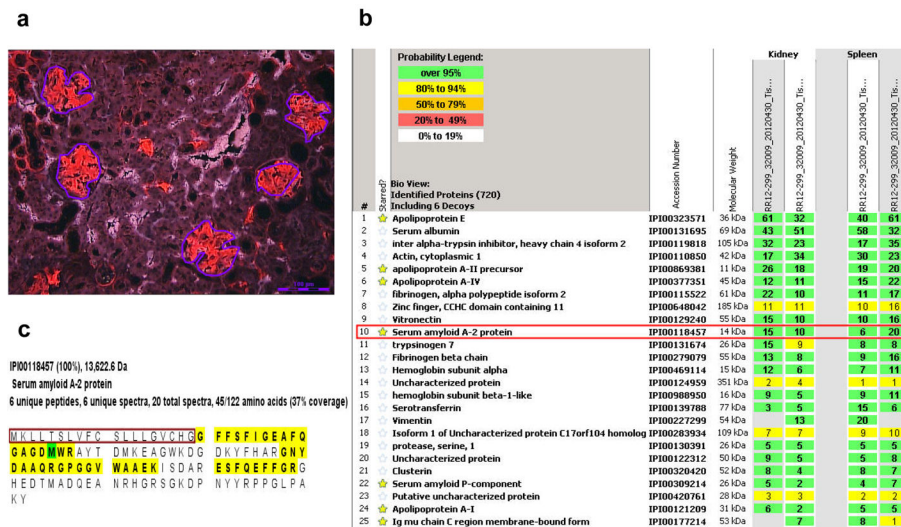 a
b
c
100 µm
Probability Legend:
over 95%
80% to 94%
50% to 79%
20% to 49%
0% to 19%
Bio View:
Identified Proteins (720)
Including 6 Decoys
Kidney Spleen
# Starred? Accession Number Molecular Weight RR12-299_32009_20120430_Tis... RR12-299_32009_20120430_Tis... RR12-299_32009_20120430_Tis... RR12-299_32009_20120430_Tis...
1 Apolipoprotein E IPI00323571 36 kDa 61 32 40 61
2 Serum albumin IPI00131695 69 kDa 43 51 58 32
3 inter alpha-trypsin inhibitor, heavy chain 4 isoform 2 IPI00119818 105 kDa 32 23 17 35
4 Actin, cytoplasmic 1 IPI00110850 42 kDa 17 34 30 23
5 apolipoprotein A-II precursor IPI00869381 11 kDa 26 18 19 20
6 Apolipoprotein A-IV IPI00377351 45 kDa 12 11 15 22
7 fibrinogen, alpha polypeptide isoform 2 IPI00115522 61 kDa 22 10 11 17
8 Zinc finger, CCHC domain containing 11 IPI00648042 185 kDa 11 11 10 16
9 Vitronectin IPI00129240 55 kDa 15 10 10 16
10 Serum amyloid A-2 protein IPI00118457 14 kDa 15 10 6 20
11 trypsinogen 7 IPI00131674 26 kDa 15 9 8 8
12 Fibrinogen beta chain IPI00279079 55 kDa 13 8 9 16
13 Hemoglobin subunit alpha IPI00469114 15 kDa 12 6 7 11
14 Uncharacterized protein IPI00124959 351 kDa 2 4 1 1
15 hemoglobin subunit beta-1-like IPI00988950 16 kDa 9 5 9 11
16 Serotransferrin IPI00139788 77 kDa 3 5 15 6
17 Vimentin IPI00227299 54 kDa 13 20
18 Isoform 1 of Uncharacterized protein C17orf104 homolog IPI00283934 109 kDa 7 7 9 10
19 protease, serine, 1 IPI00130391 26 kDa 5 5 5 5
20 Uncharacterized protein IPI00122312 50 kDa 9 5 5 8
21 Clusterin IPI00320420 52 kDa 8 4 8 7
22 Serum amyloid P-component IPI00309214 26 kDa 5 2 4 7
23 Putative uncharacterized protein IPI00420761 28 kDa 3 3 2 2
24 Apolipoprotein A-I IPI00121209 31 kDa 6 2 5 5
25 Ig mu chain C region membrane-bound form IPI00177214 53 kDa 7 8 1
IPI00118457 (100%), 13,622.6 Da
Serum amyloid A-2 protein
6 unique peptides, 6 unique spectra, 20 total spectra, 45/122 amino acids (37% coverage)
MKLLTSLVFC SLLLGVCHGG FFSFIGEAFQ
GAGDMWRAYT DMKEAGWKDG DKYFHARGNY
DAAQRGPGGV WAAEKISDAR ESFQEFFGRG
HEDTMADQEA NRHGRSGKDP NYYRPPGLPA
KY